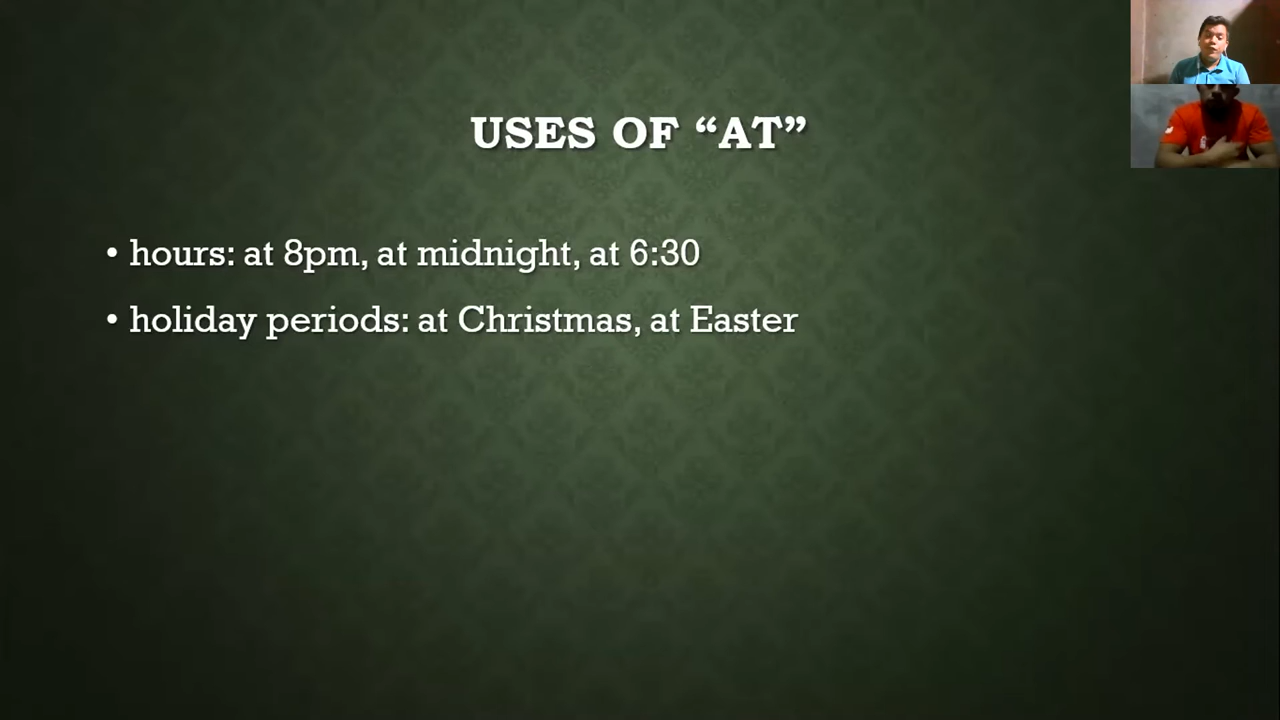 USES OF “AT”
• hours: at 8pm, at midnight, at 6:30
• holiday periods: at Christmas, at Easter